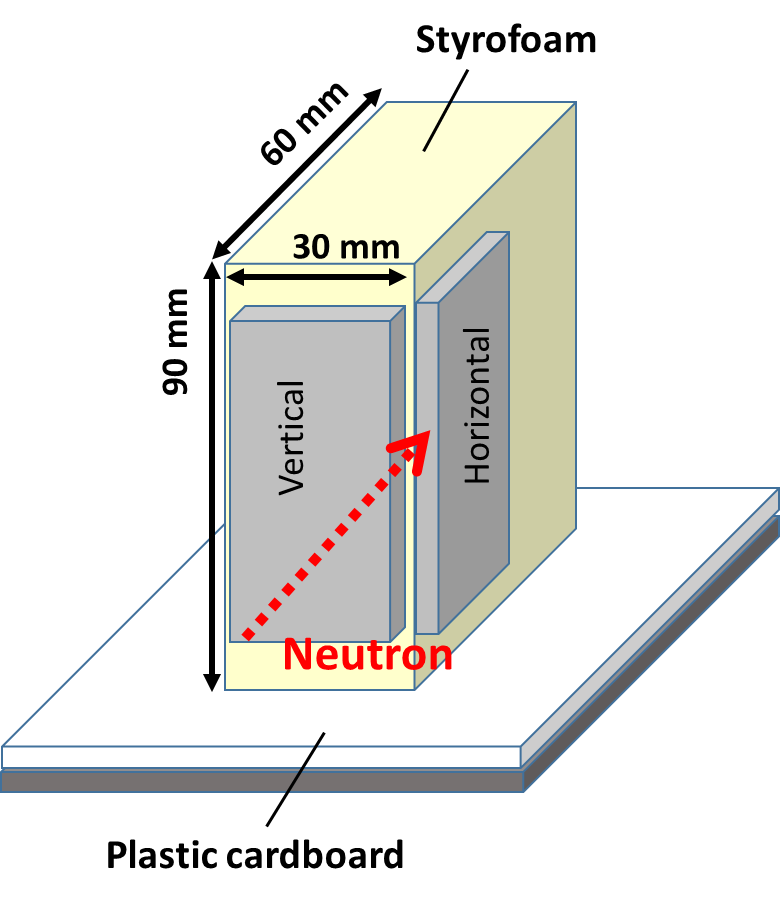 Styrofoam
60 mm
30 mm
90 mm
Vertical
Horizontal
Neutron
Plastic cardboard